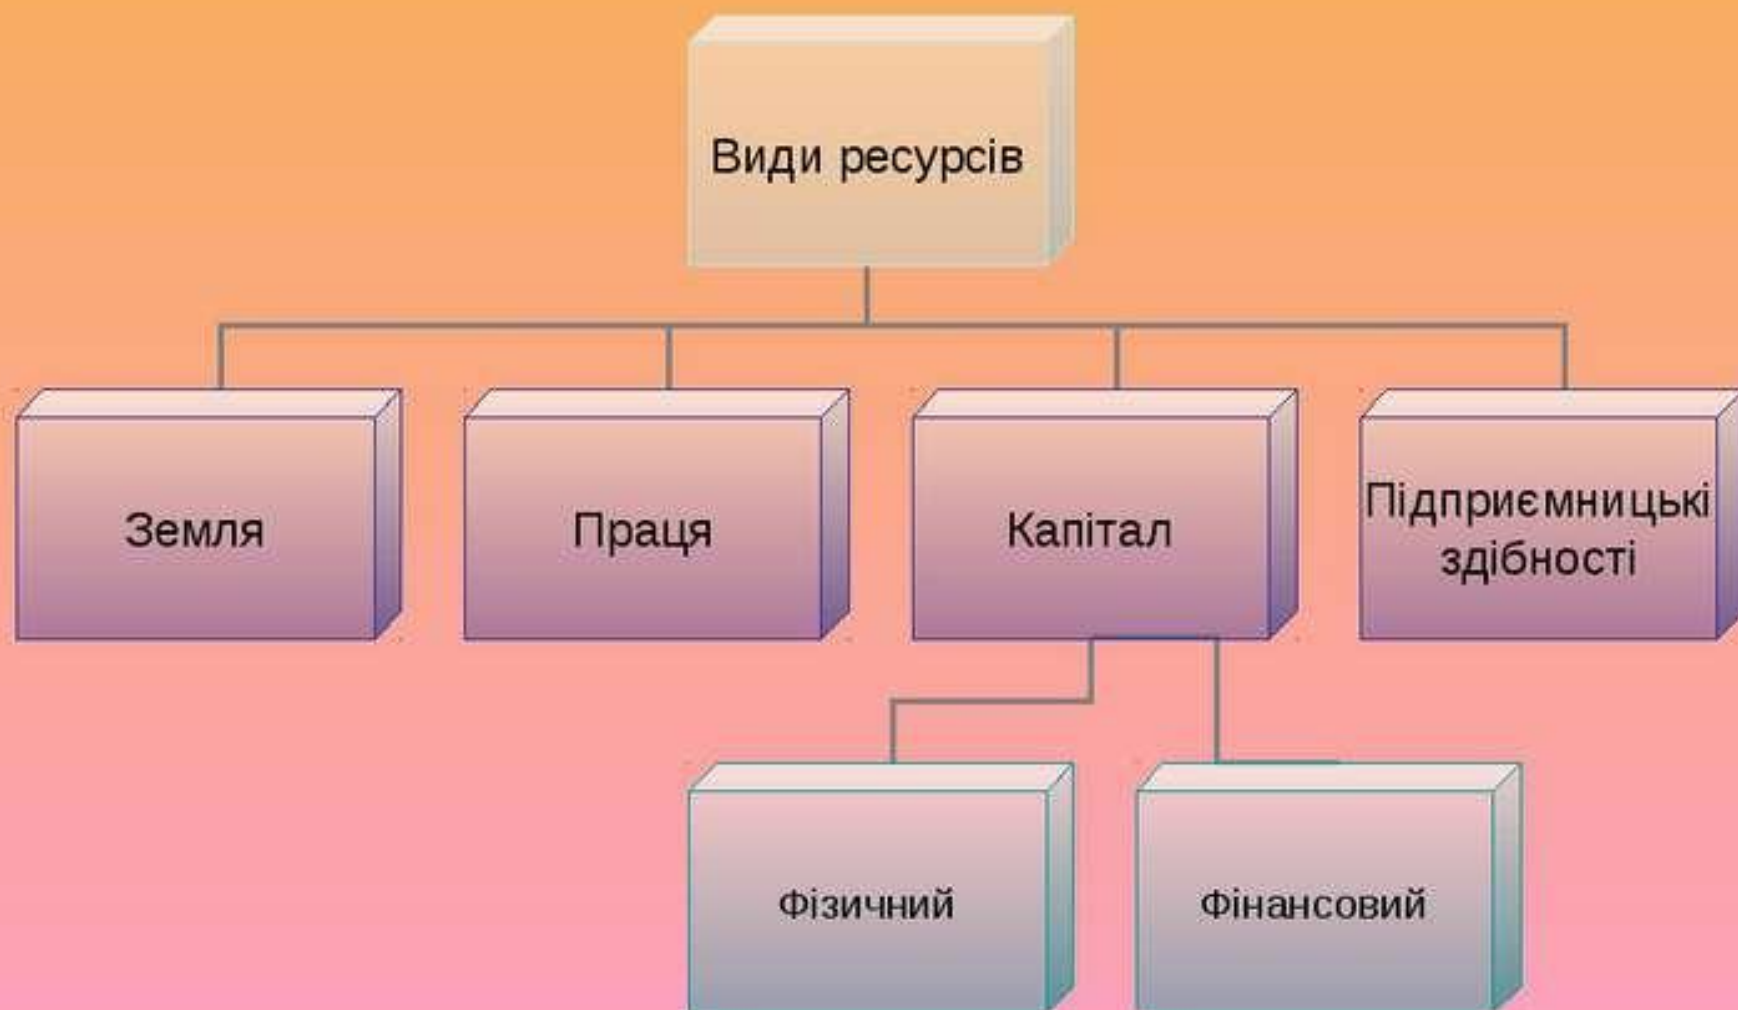 Види ресурсів
Земля
Праця
Капітал
Підприємницькі
здібності
Фізичний
Фінансовий